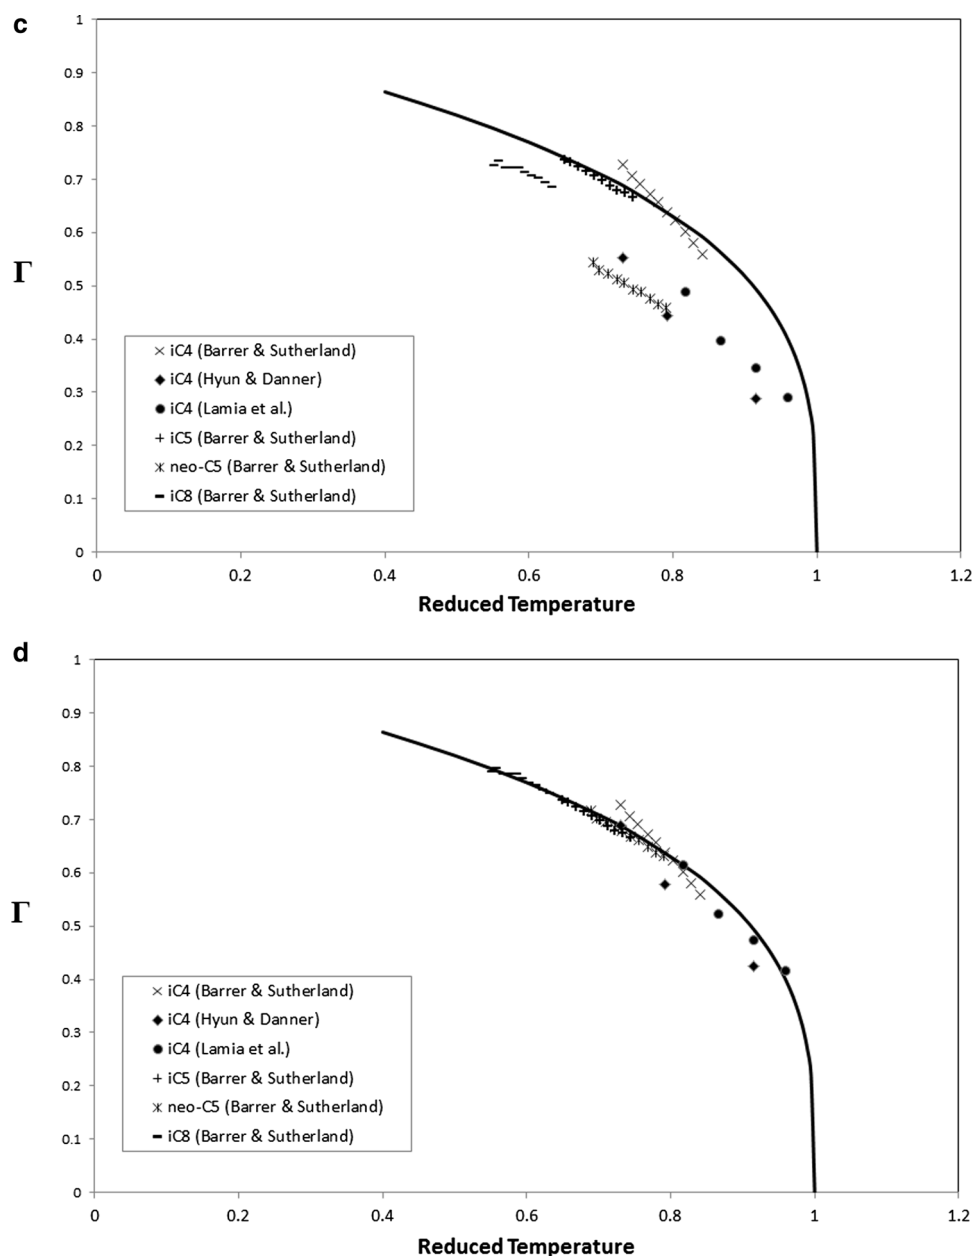 c
1
0.9
0.8
0.7
0.6
Γ
0.5
0.4
0.3
0.2
0.1
0
iC4 (Barrer & Sutherland)
iC4 (Hyun & Danner)
iC4 (Lamia et al.)
iC5 (Barrer & Sutherland)
neo-C5 (Barrer & Sutherland)
iC8 (Barrer & Sutherland)
0 0.2 0.4 0.6 0.8 1 1.2
Reduced Temperature
d
1
0.9
0.8
0.7
0.6
Γ
0.5
0.4
0.3
0.2
0.1
0
iC4 (Barrer & Sutherland)
iC4 (Hyun & Danner)
iC4 (Lamia et al.)
iC5 (Barrer & Sutherland)
neo-C5 (Barrer & Sutherland)
iC8 (Barrer & Sutherland)
0 0.2 0.4 0.6 0.8 1 1.2
Reduced Temperature